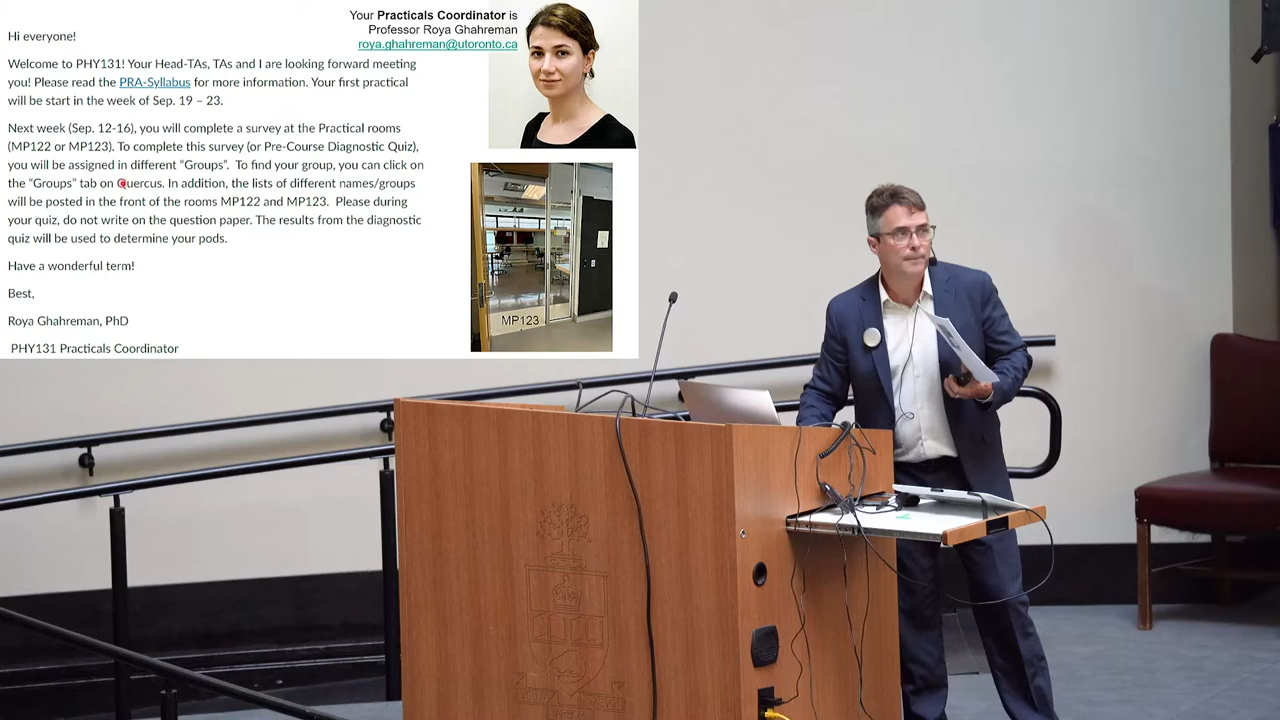 Your Practicals Coordinator is
Professor Roya Ghahreman
roya.ghahreman@utoronto.ca
Hi everyone!
Welcome to PHY131! Your Head-TAs, TAs and I are looking forward meeting
you! Please read the PRA-Syllabus for more information. Your first practical
will be start in the week of Sep. 19 – 23.
Next week (Sep. 12-16), you will complete a survey at the Practical rooms
(MP122 or MP123). To complete this survey (or Pre-Course Diagnostic Quiz),
you will be assigned in different “Groups”. To find your group, you can click on
the “Groups” tab on Quercus. In addition, the lists of different names/groups
will be posted in the front of the rooms MP122 and MP123. Please during
your quiz, do not write on the question paper. The results from the diagnostic
quiz will be used to determine your pods.
Have a wonderful term!
Best,
Roya Ghahreman, PhD
PHY131 Practicals Coordinator
MP123